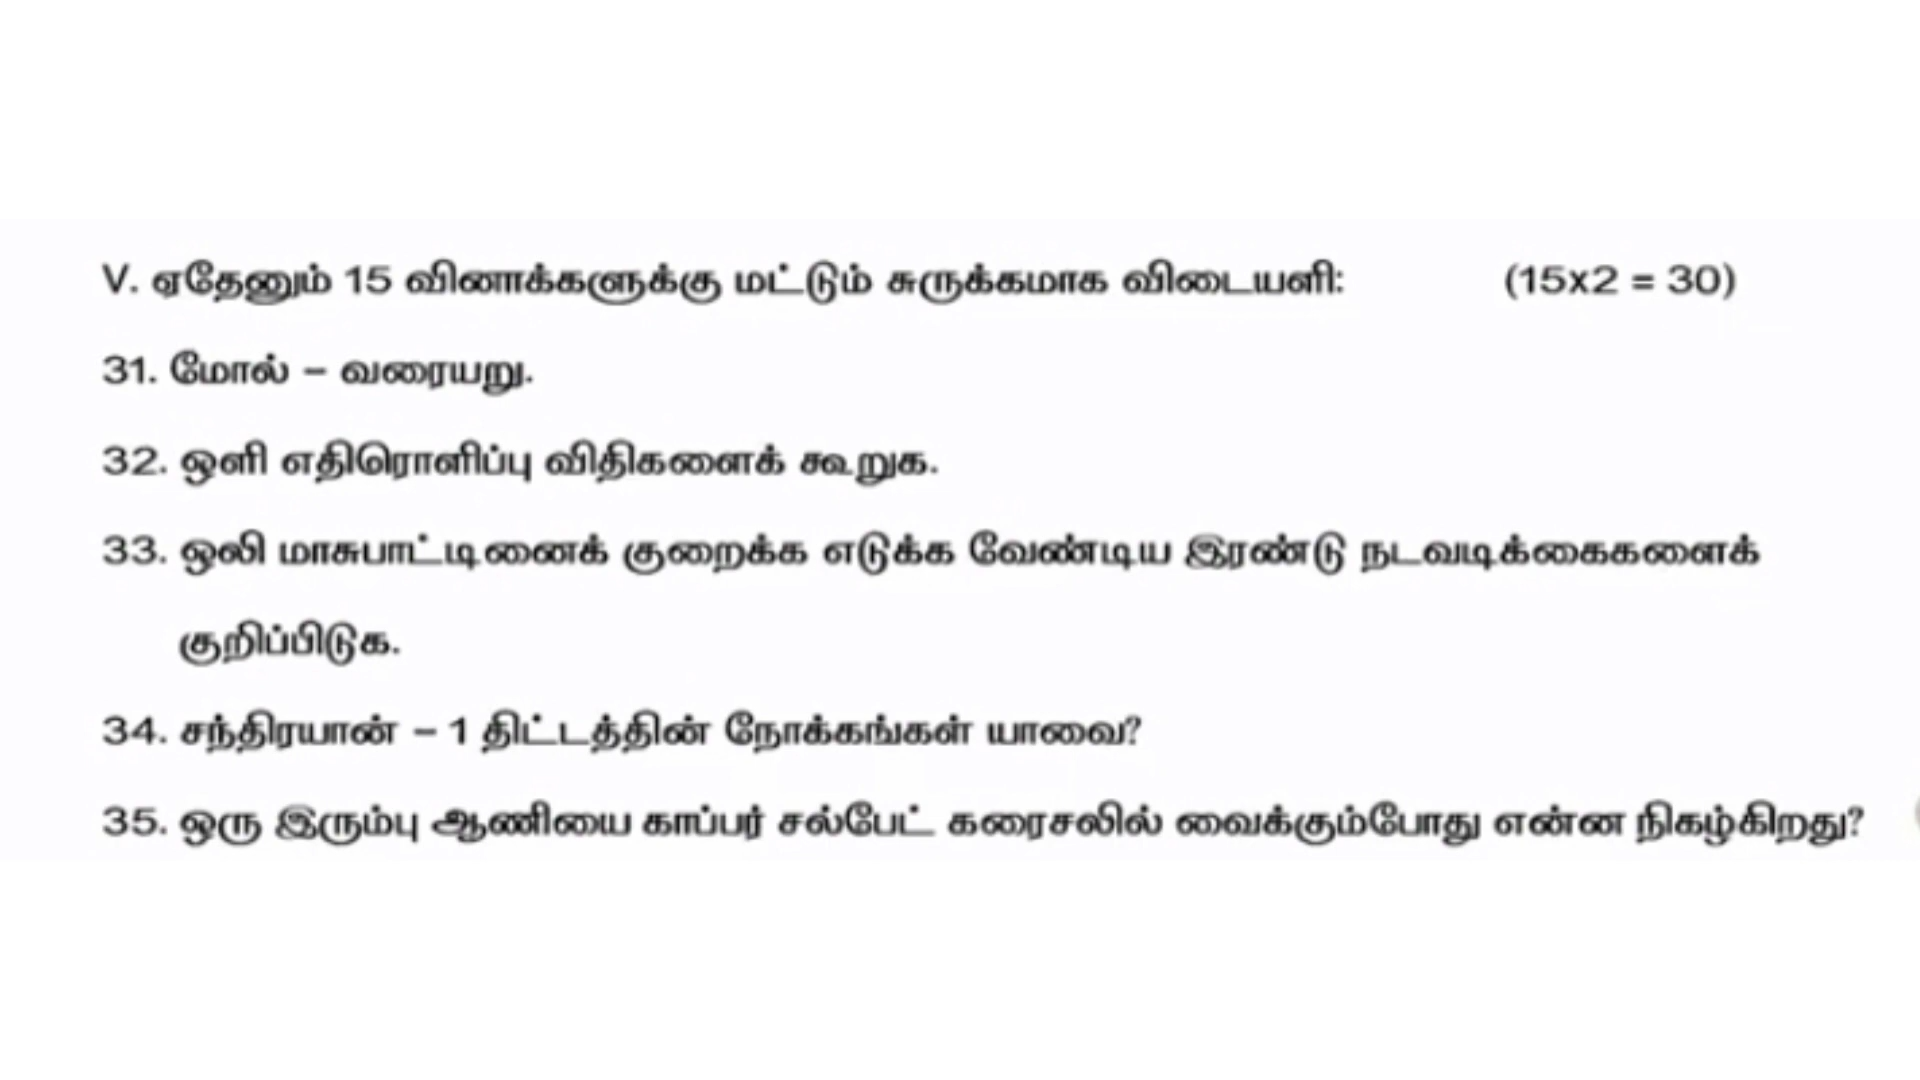 V. ஏதேனும் 15 வினாக்களுக்கு மட்டும் சுருக்கமாக விடையளி: (15x2 = 30)
31. மோல் – வரையறு.
32. ஒளி எதிரொளிப்பு விதிகளைக் கூறுக.
33. ஒலி மாசுபாட்டினைக் குறைக்க எடுக்க வேண்டிய இரண்டு நடவடிக்கைகளைக்
குறிப்பிடுக.
34. சந்திரயான் – 1 திட்டத்தின் நோக்கங்கள் யாவை?
35. ஒரு இரும்பு ஆணியை காப்பர் சல்பேட் கரைசலில் வைக்கும்போது என்ன நிகழ்கிறது?